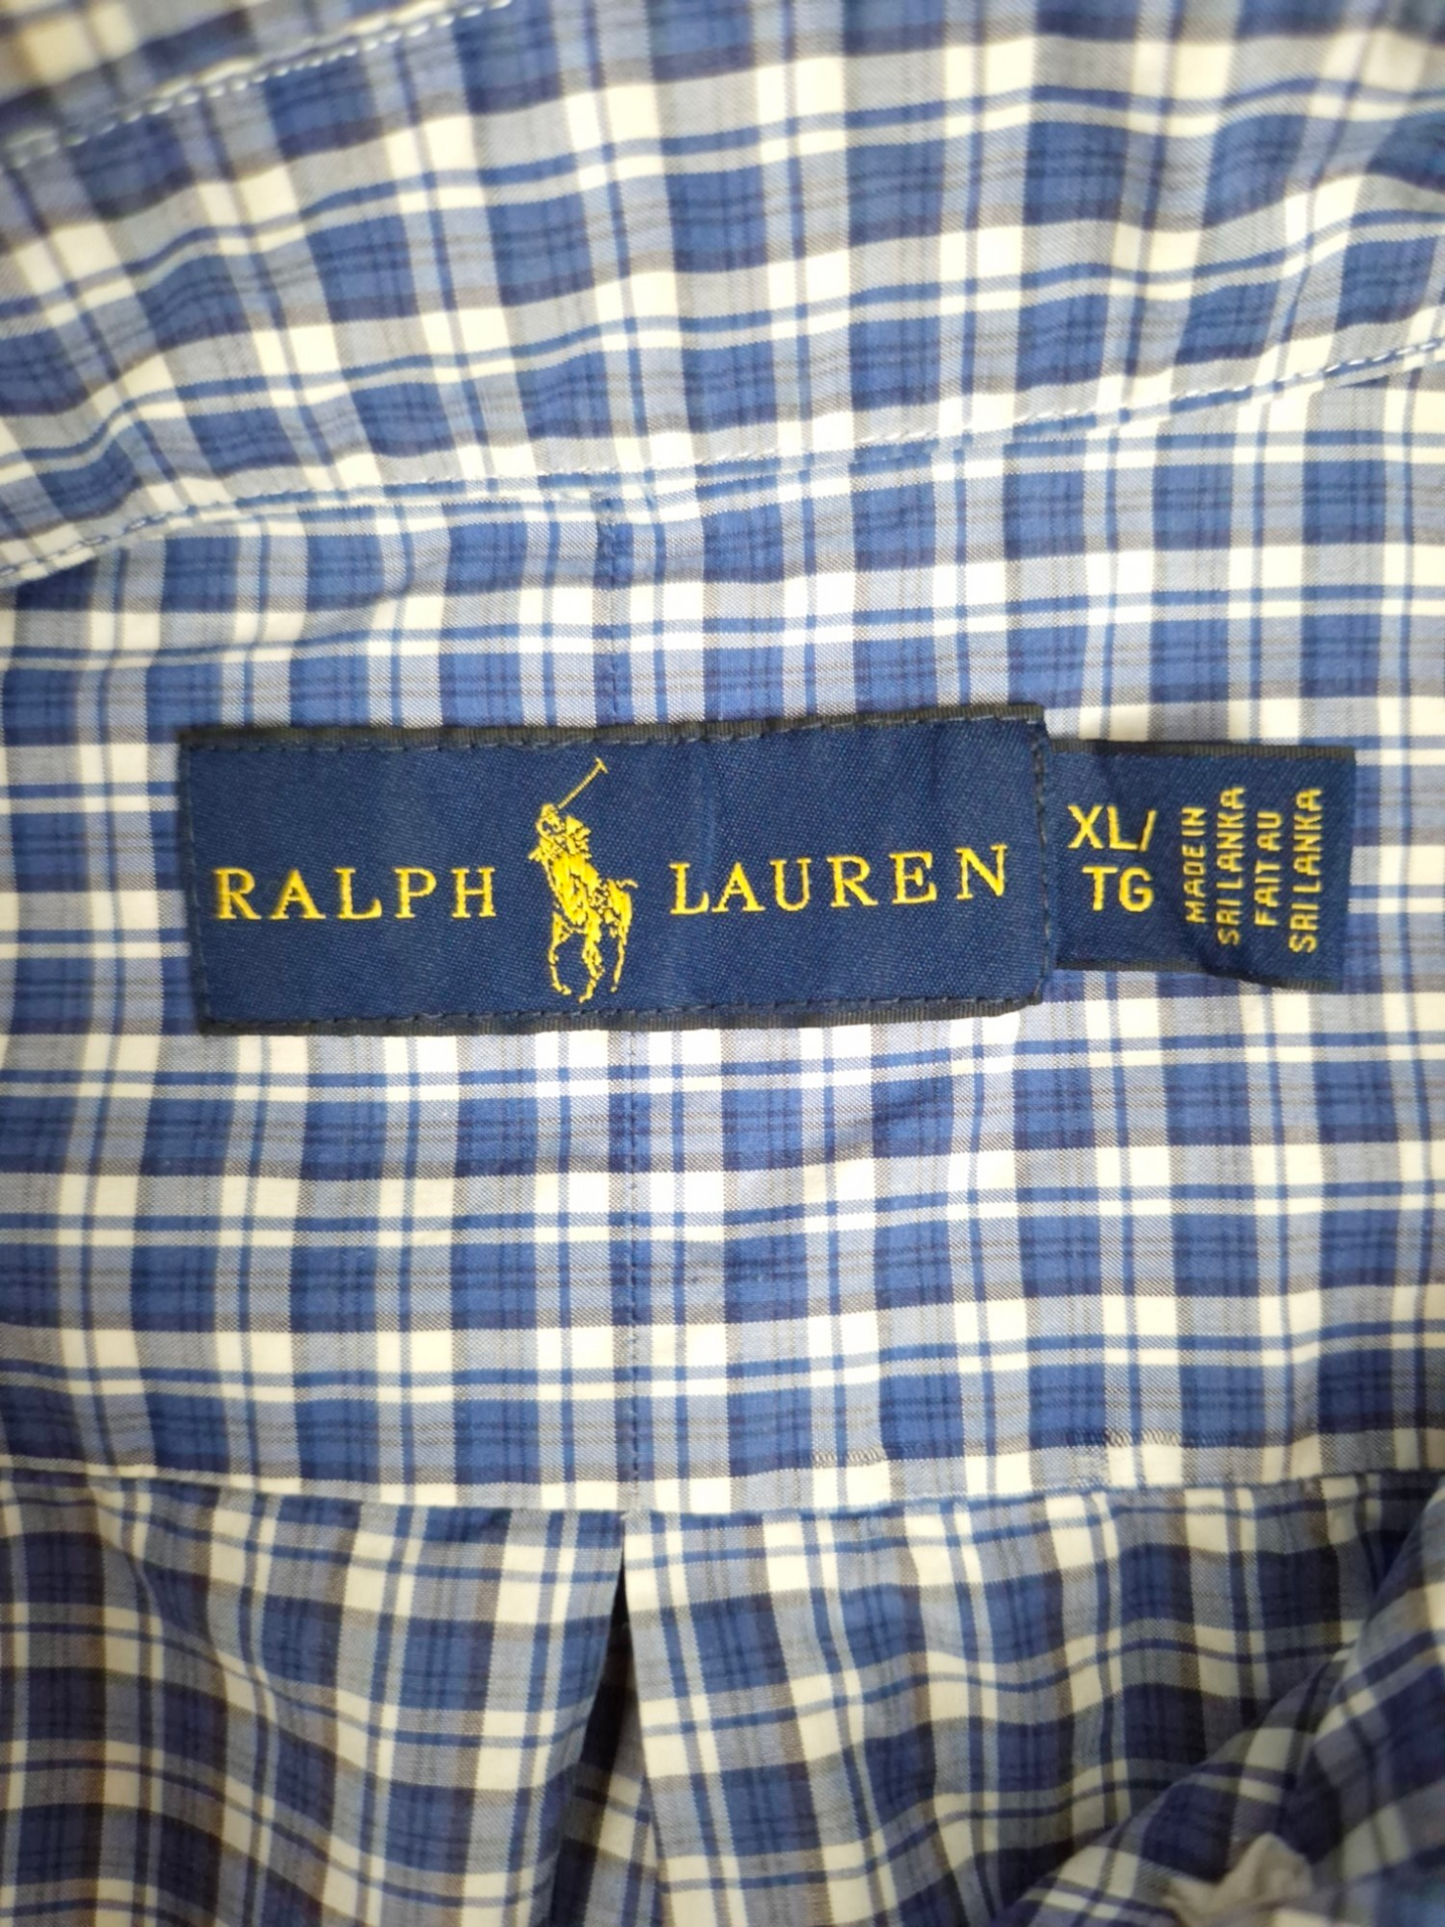 RALPH LAUREN
XL/
TG
MADE IN
SRI LANKA
FAIT AU
SRI LANKA